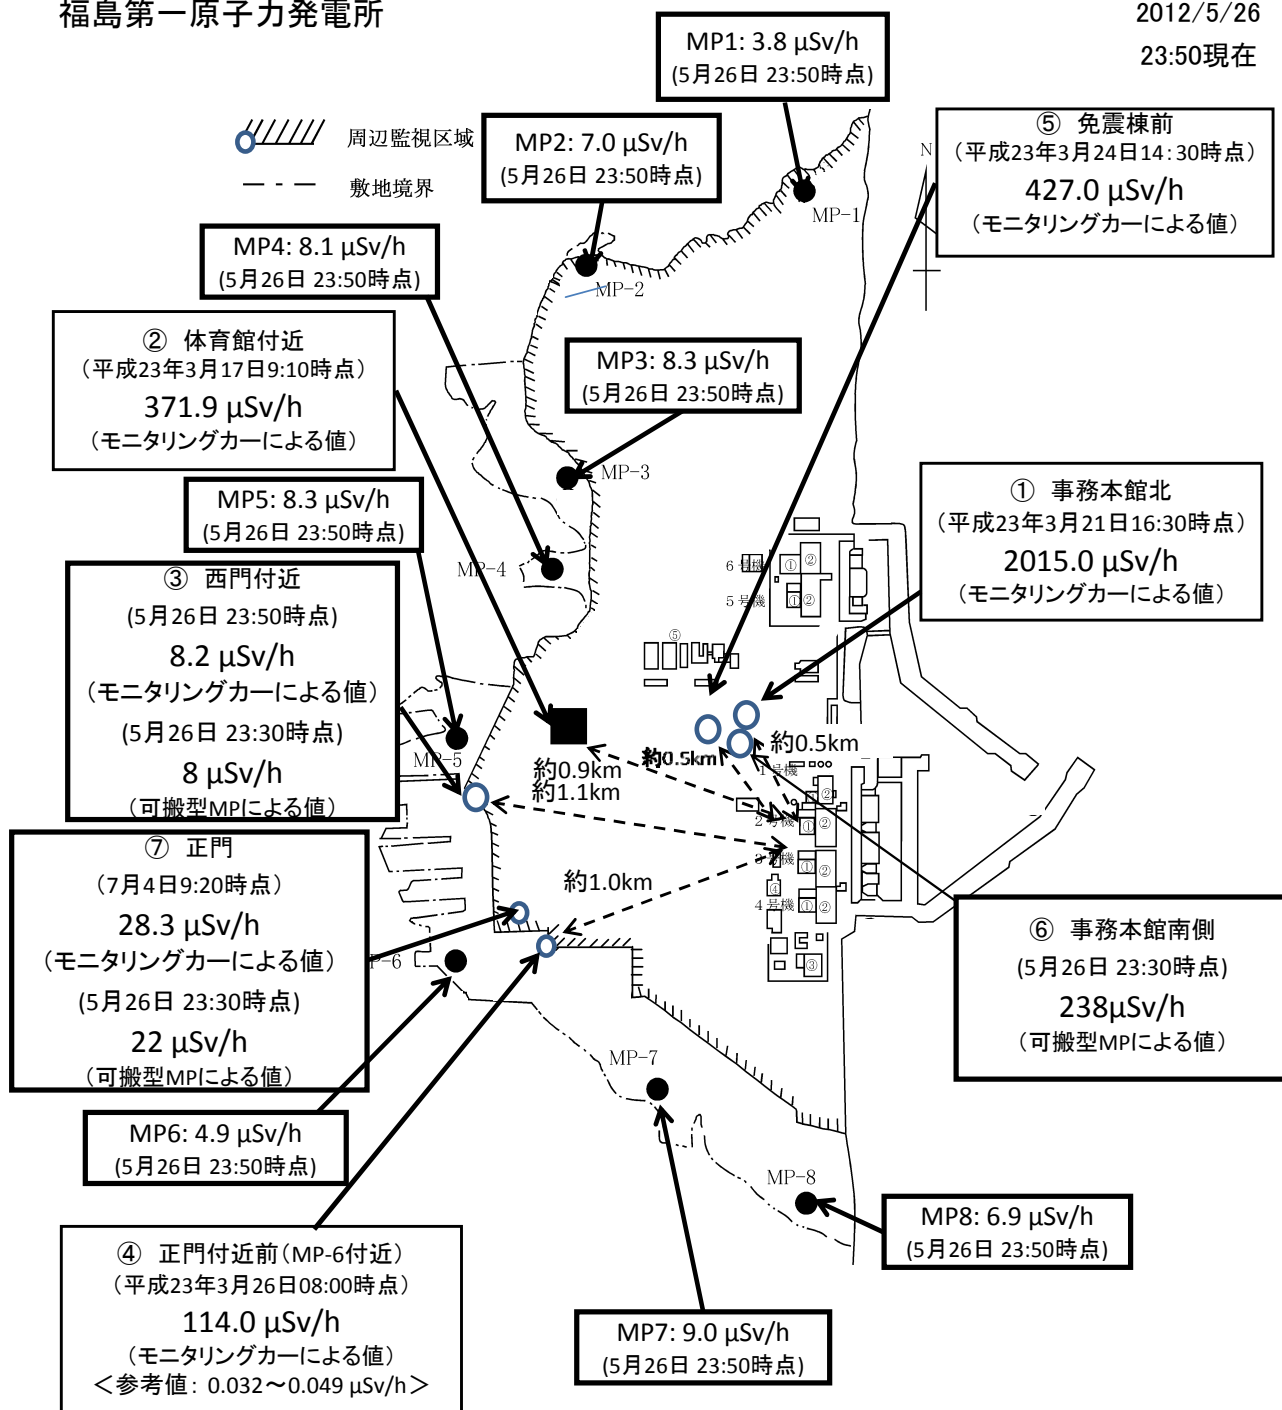 福島第一原子力発電所
2012/5/26
23:50現在
MP1: 3.8 μSv/h
(5月26日 23:50時点)
周辺監視区域
敷地境界
MP2: 7.0 μSv/h
(5月26日 23:50時点)
⑤ 免震棟前
(平成23年3月24日14:30時点)
427.0 μSv/h
(モニタリングカーによる値)
N
MP-1
MP4: 8.1 μSv/h
(5月26日 23:50時点)
MP-2
② 体育館付近
(平成23年3月17日9:10時点)
371.9 μSv/h
(モニタリングカーによる値)
MP3: 8.3 μSv/h
(5月26日 23:50時点)
MP-3
MP5: 8.3 μSv/h
(5月26日 23:50時点)
① 事務本館北
(平成23年3月21日16:30時点)
2015.0 μSv/h
(モニタリングカーによる値)
MP-4
6号機
① ②
5号機
① ②
③ 西門付近
(5月26日 23:50時点)
8.2 μSv/h
(モニタリングカーによる値)
(5月26日 23:30時点)
8 μSv/h
(可搬型MPによる値)
⑤
MP-5
約0.9km
約1.1km
約0.5km
約0.5km
1号機
②
2号機
① ②
3号機
① ②
④
4号機
① ②
③
⑦ 正門
(7月4日9:20時点)
28.3 μSv/h
(モニタリングカーによる値)
(5月26日 23:30時点)
22 μSv/h
(可搬型MPによる値)
約1.0km
P-6
⑥ 事務本館南側
(5月26日 23:30時点)
238μSv/h
(可搬型MPによる値)
MP-7
MP6: 4.9 μSv/h
(5月26日 23:50時点)
MP-8
MP8: 6.9 μSv/h
(5月26日 23:50時点)
④ 正門付近前(MP-6付近)
(平成23年3月26日08:00時点)
114.0 μSv/h
(モニタリングカーによる値)
<参考値: 0.032~0.049 μSv/h>
MP7: 9.0 μSv/h
(5月26日 23:50時点)